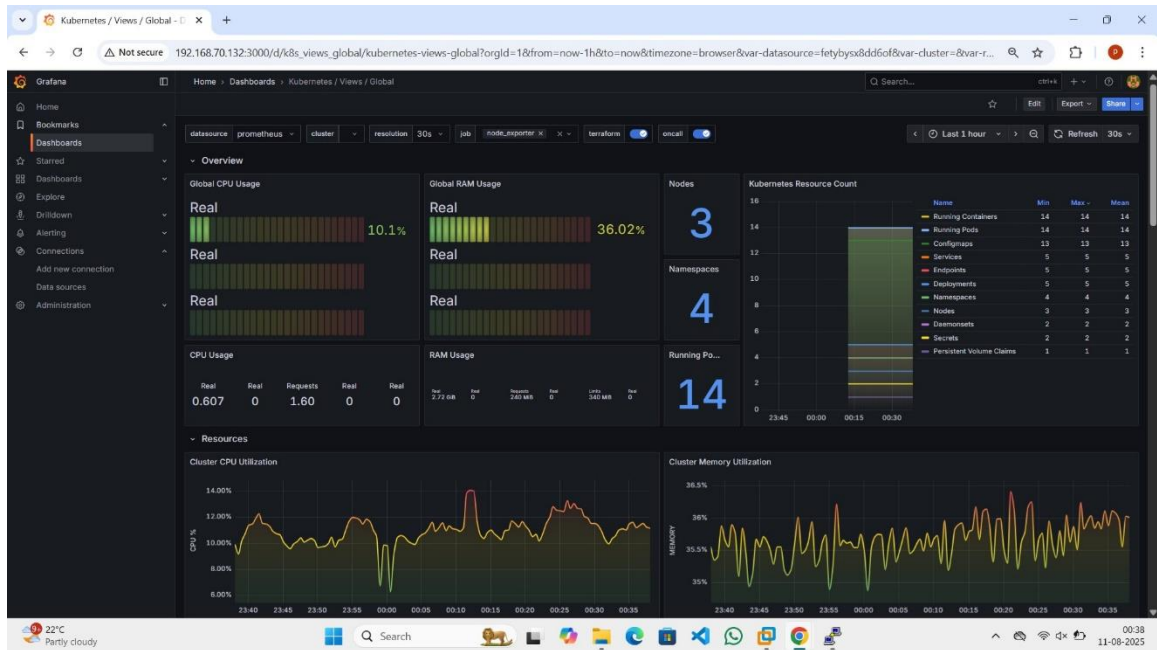 Kubernetes / Views / Global -
Not secure 192.168.70.132:3000/d/k8s_views_global/kubernetes-views-global?orgId=1&from=now-1h&to=now&timezone=browser&var-datasource=fetybysx8dd6of&var-cluster=&var-r...
P
Grafana
Home › Dashboards › Kubernetes / Views / Global
Search...
ctrl+k
Home
Bookmarks
Dashboards
Starred
Dashboards
Explore
Drilldown
Alerting
Connections
Add new connection
Data sources
Administration
Edit Export Share
datasource prometheus cluster resolution 30s job node_exporter × terraform oncall
Last 1 hour Refresh 30s
Overview
Global CPU Usage
Real
10.1%
Real
Real
Global RAM Usage
Real
36.02%
Real
Real
Nodes
3
Namespaces
4
Kubernetes Resource Count
16
14
12
10
8
6
4
2
0
23:45 00:00 00:15 00:30
Name Min Max Mean
Running Containers 14 14 14
Running Pods 14 14 14
Configmaps 13 13 13
Services 5 5 5
Endpoints 5 5 5
Deployments 5 5 5
Namespaces 4 4 4
Nodes 3 3 3
Daemonsets 2 2 2
Secrets 2 2 2
Persistent Volume Claims 1 1 1
CPU Usage
Real Real Requests Real Real
0.607 0 1.60 0 0
RAM Usage
Real Real Requests Real Limits Real
2.72 GiB 0 240 MiB 0 340 MiB 0
Running Po...
14
Resources
Cluster CPU Utilization
CPU %
14.00%
12.00%
10.00%
8.00%
6.00%
23:40 23:45 23:50 23:55 00:00 00:05 00:10 00:15 00:20 00:25 00:30 00:35
Cluster Memory Utilization
MEMORY
36.5%
36%
35.5%
35%
23:40 23:45 23:50 23:55 00:00 00:05 00:10 00:15 00:20 00:25 00:30 00:35
22°C
Partly cloudy
Search
00:38
11-08-2025